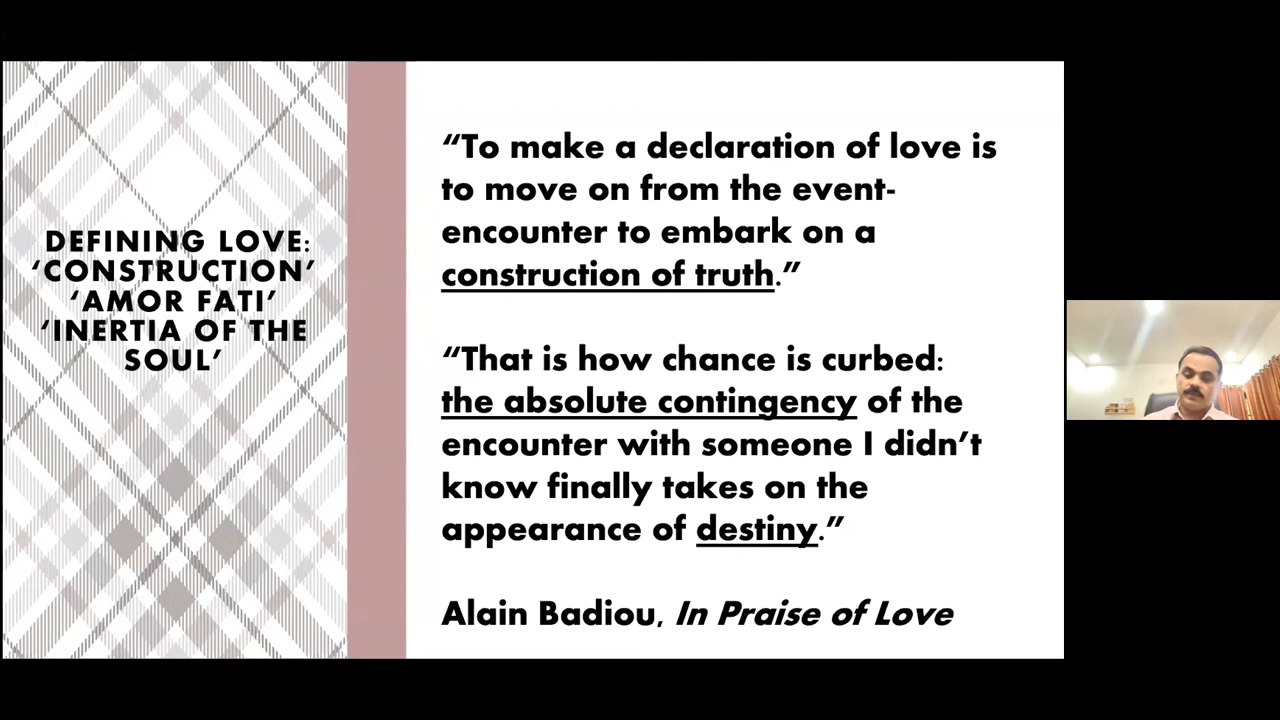 DEFINING LOVE:
‘CONSTRUCTION’
‘AMOR FATI’
‘INERTIA OF THE
SOUL’
“To make a declaration of love is
to move on from the event-
encounter to embark on a
construction of truth.”
“That is how chance is curbed:
the absolute contingency of the
encounter with someone I didn’t
know finally takes on the
appearance of destiny.”
Alain Badiou, In Praise of Love